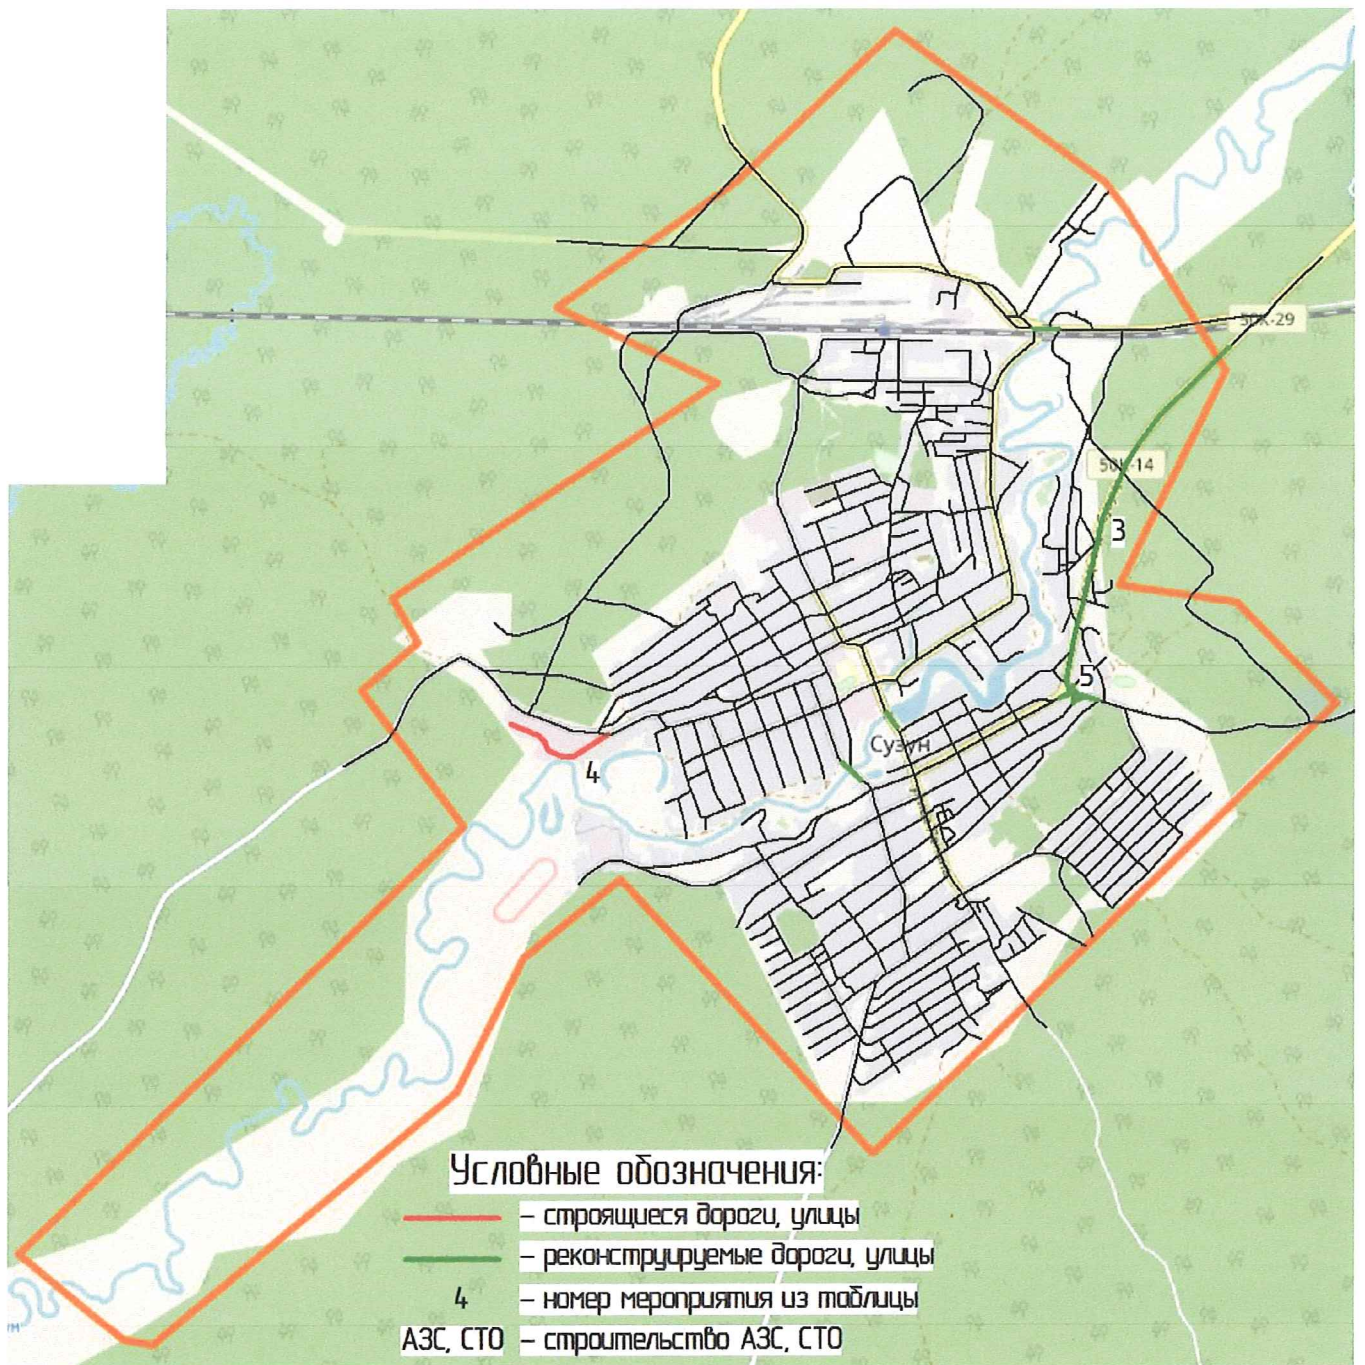 50К-29
50К-14
3
5
Сузун
4
Условные обозначения:
– строящиеся дороги, улицы
– реконструируемые дороги, улицы
4 – номер мероприятия из таблицы
АЗС, СТО – строительство АЗС, СТО